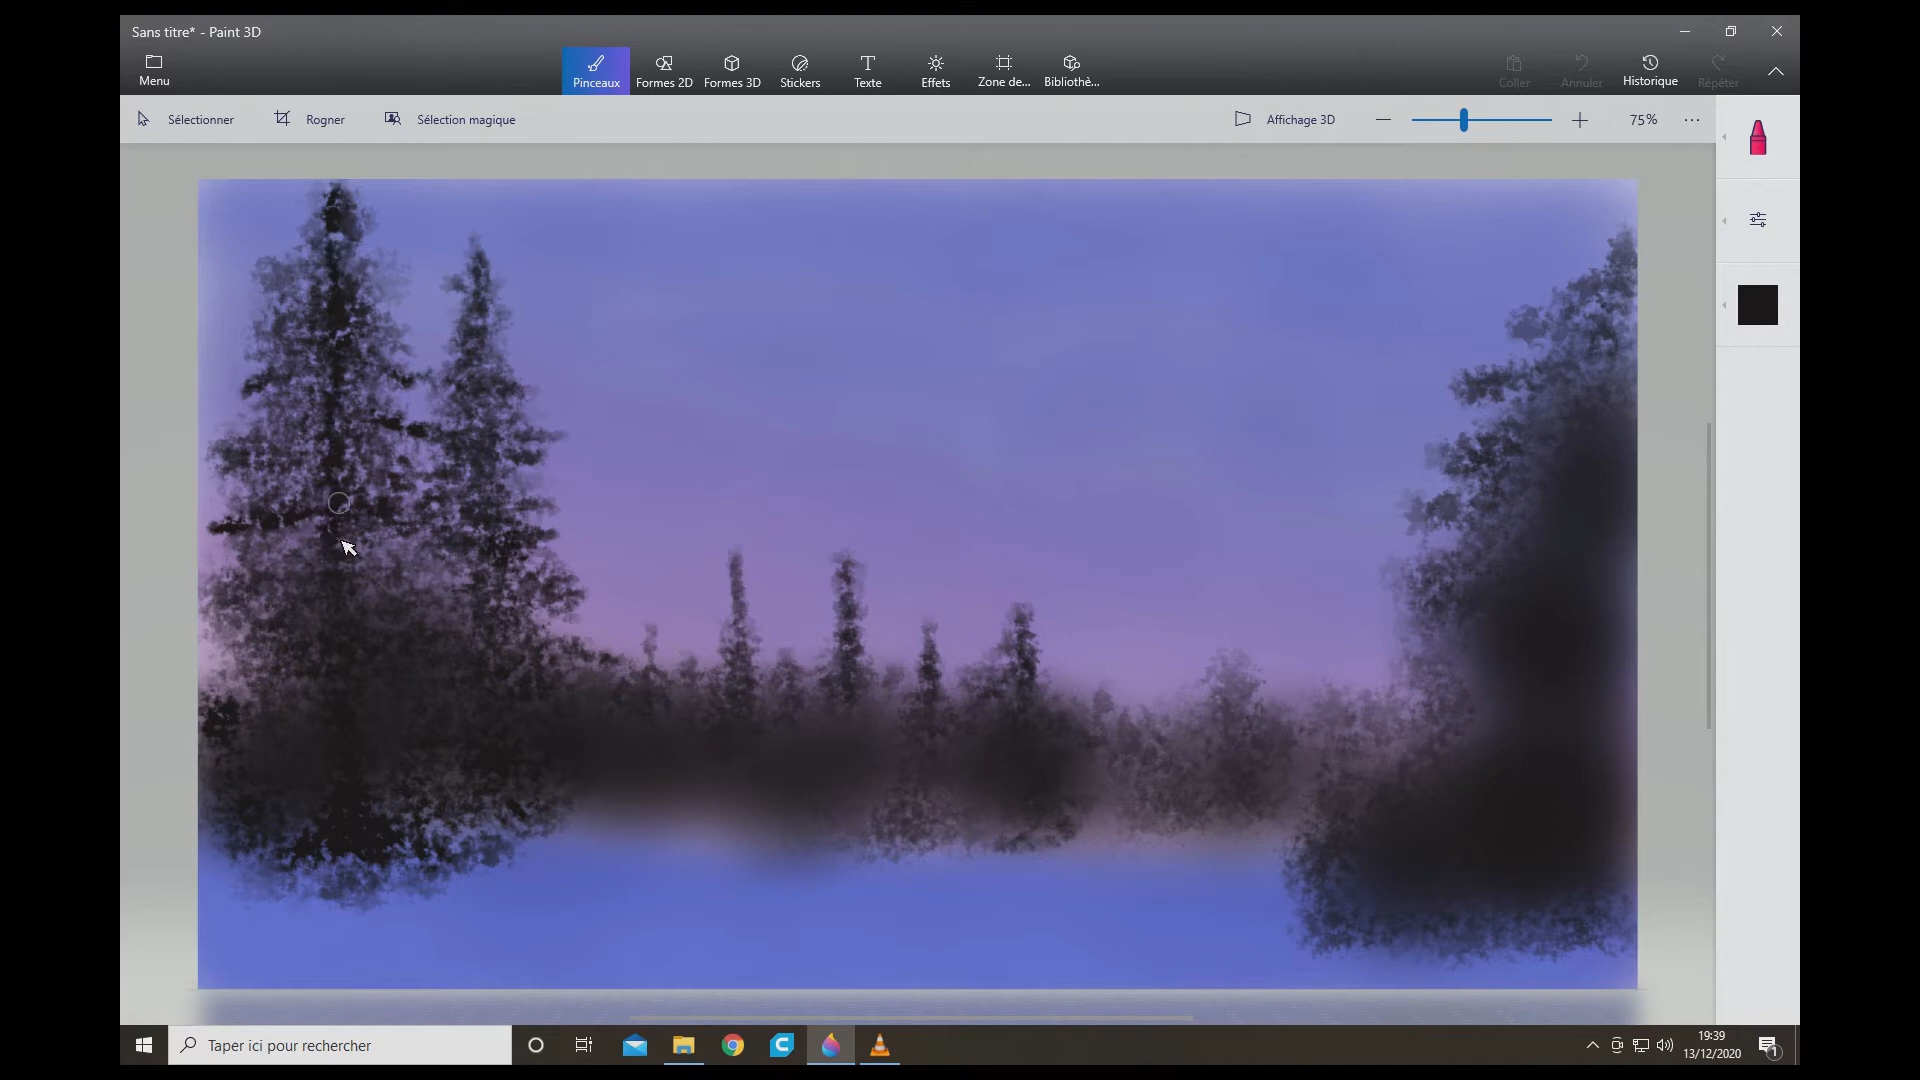 Sans titre* - Paint 3D
Menu
Pinceaux
Formes 2D
Formes 3D
Stickers
Texte
Effets
Zone de...
Bibliothè...
Coller
Annuler
Historique
Répéter
Sélectionner
Rogner
Sélection magique
Affichage 3D
75%
Taper ici pour rechercher
19:39
13/12/2020
1